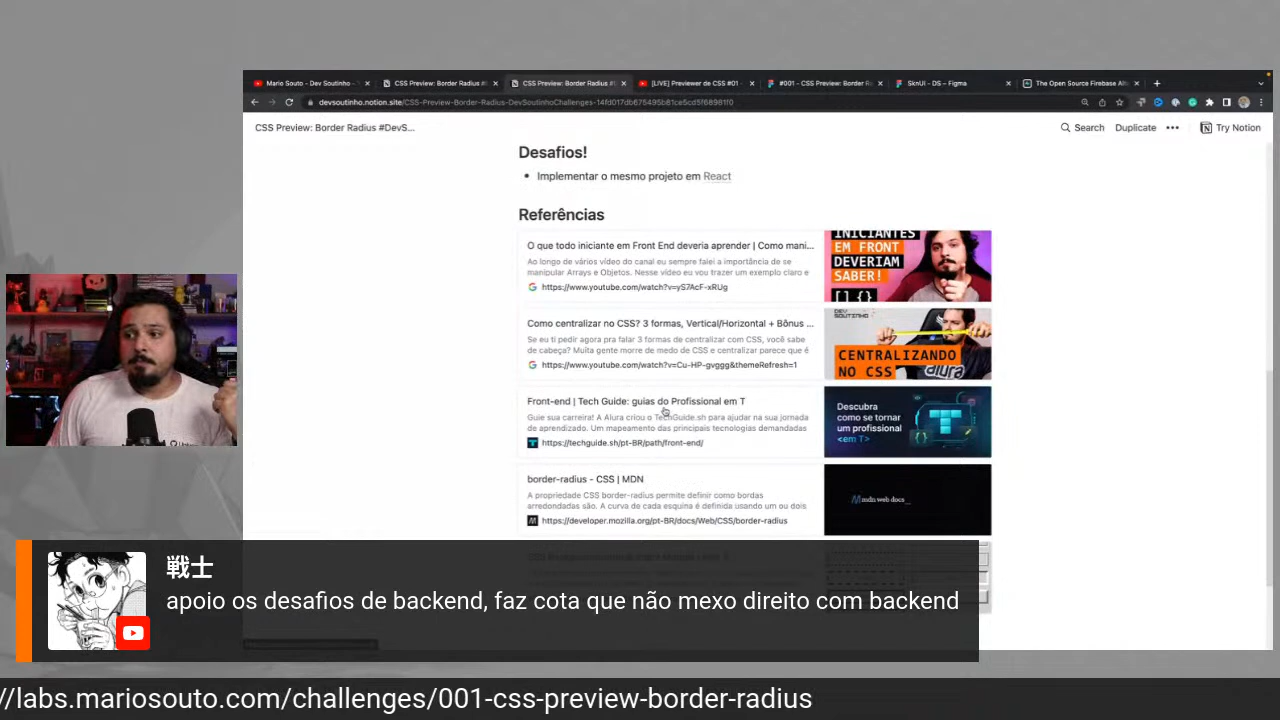 Mario Souto - Dev Soutinho -
CSS Preview: Border Radius #
CSS Preview: Border Radius #
[LIVE] Previewer de CSS #01 -
#001 - CSS Preview: Border R
SknUI - DS – Figma
The Open Source Firebase Alt
devsoutinho.notion.site/CSS-Preview-Border-Radius-DevSoutinhoChallenges-14fd017db675495b81ce5cd5f68981f0
CSS Preview: Border Radius #DevS...
Search
Duplicate
Try Notion
Desafios!
• Implementar o mesmo projeto em React
Referências
O que todo iniciante em Front End deveria aprender | Como mani...
Ao longo de vários vídeo do canal eu sempre falei a importância de se
manipular Arrays e Objetos. Nesse vídeo eu vou trazer um exemplo claro e
https://www.youtube.com/watch?v=yS7AcF-xRUg
INICIANTES
EM FRONT
DEVERIAM
SABER!
[] {}
Como centralizar no CSS? 3 formas, Vertical/Horizontal + Bônus ...
Se eu ti pedir agora pra falar 3 formas de centralizar com CSS, você sabe
de cabeça? Muita gente morre de medo de CSS e centralizar parece que é
https://www.youtube.com/watch?v=Cu-HP-gvggg&themeRefresh=1
DEV
SOUTINHO
CENTRALIZANDO
NO CSS
alura
Front-end | Tech Guide: guias do Profissional em T
Guie sua carreira! A Alura criou o TechGuide.sh para ajudar na sua jornada
de aprendizado. Um mapeamento das principais tecnologias demandadas
https://techguide.sh/pt-BR/path/front-end/
Descubra
como se tornar
um profissional
<em T>
border-radius - CSS | MDN
A propriedade CSS border-radius permite definir como bordas
arredondadas são. A curva de cada esquina é definida usando um ou dois
https://developer.mozilla.org/pt-BR/docs/Web/CSS/border-radius
mdn web docs_
戦士
apoio os desafios de backend, faz cota que não mexo direito com backend
//labs.mariosouto.com/challenges/001-css-preview-border-radius